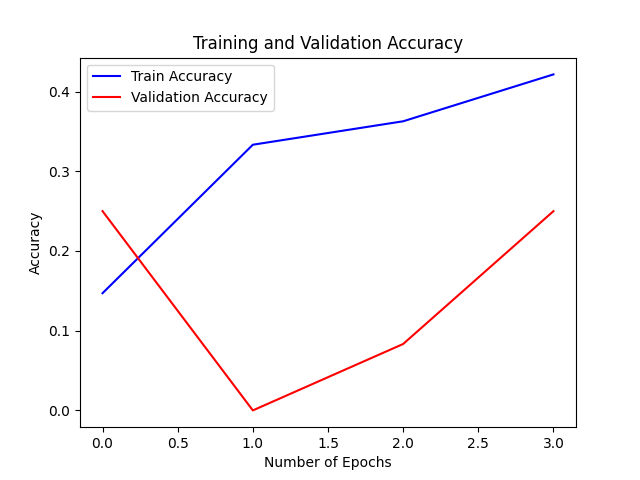 Training and Validation Accuracy
Train Accuracy
Validation Accuracy
0.4
0.3
0.2
0.1
0.0
Accuracy
0.0 0.5 1.0 1.5 2.0 2.5 3.0
Number of Epochs